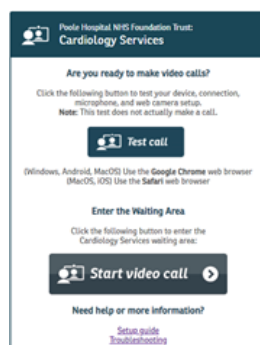 Poole Hospital NHS Foundation Trust:
Cardiology Services
Are you ready to make video calls?
Click the following button to test your device, connection,
microphone, and web camera setup.
Note: This test does not actually make a call.
Test call
(Windows, Android, MacOS) Use the Google Chrome web browser
(MacOS, iOS) Use the Safari web browser
Enter the Waiting Area
Click the following button to enter the
Cardiology Services waiting area:
Start video call
Need help or more information?
Setup guide
Troubleshooting